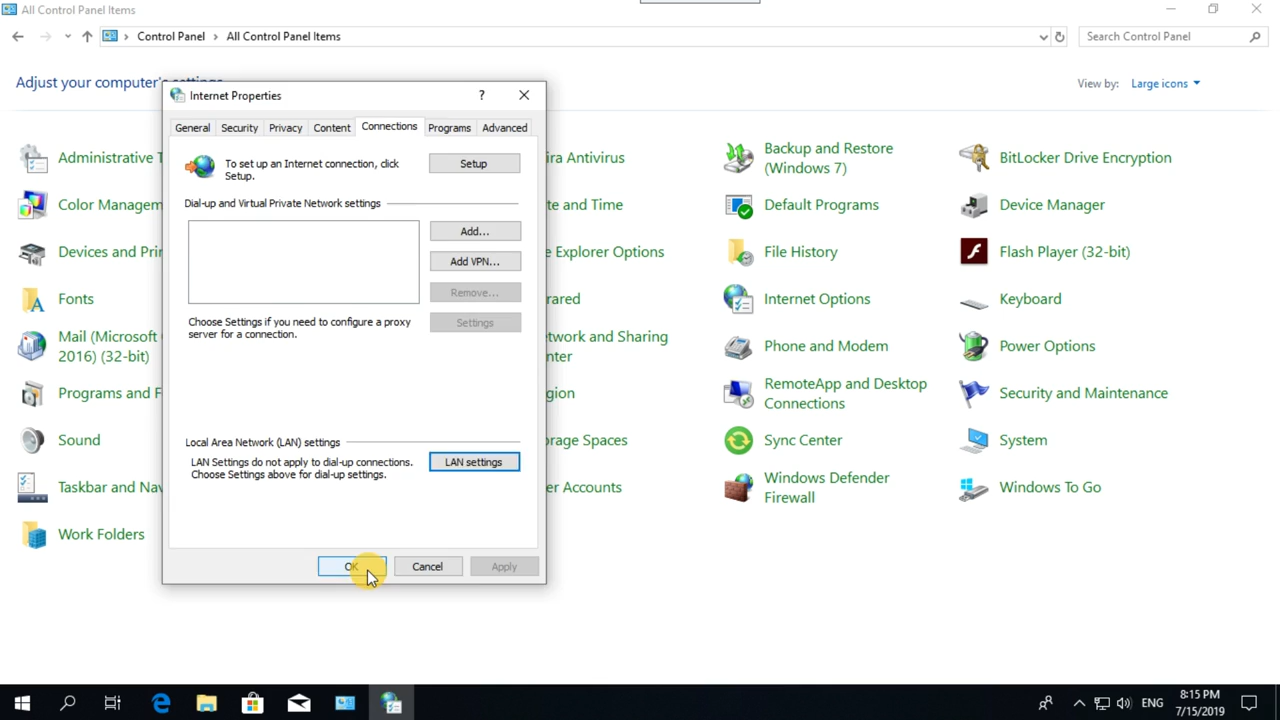 All Control Panel Items
Control Panel > All Control Panel Items
Search Control Panel
Adjust your computer's settings
View by: Large icons
Internet Properties
?
General Security Privacy Content Connections Programs Advanced
To set up an Internet connection, click
Setup.
Setup
Dial-up and Virtual Private Network settings
Add...
Add VPN...
Remove...
Choose Settings if you need to configure a proxy
server for a connection.
Settings
Local Area Network (LAN) settings
LAN Settings do not apply to dial-up connections.
Choose Settings above for dial-up settings.
LAN settings
OK Cancel Apply
Administrative T
ira Antivirus
Backup and Restore
(Windows 7)
BitLocker Drive Encryption
Color Managem
te and Time
Default Programs
Device Manager
Devices and Prin
e Explorer Options
File History
Flash Player (32-bit)
Fonts
rared
Internet Options
Keyboard
Mail (Microsoft
2016) (32-bit)
etwork and Sharing
nter
Phone and Modem
Power Options
Programs and F
gion
RemoteApp and Desktop
Connections
Security and Maintenance
Sound
orage Spaces
Sync Center
System
Taskbar and Nav
er Accounts
Windows Defender
Firewall
Windows To Go
Work Folders
ENG
8:15 PM
7/15/2019